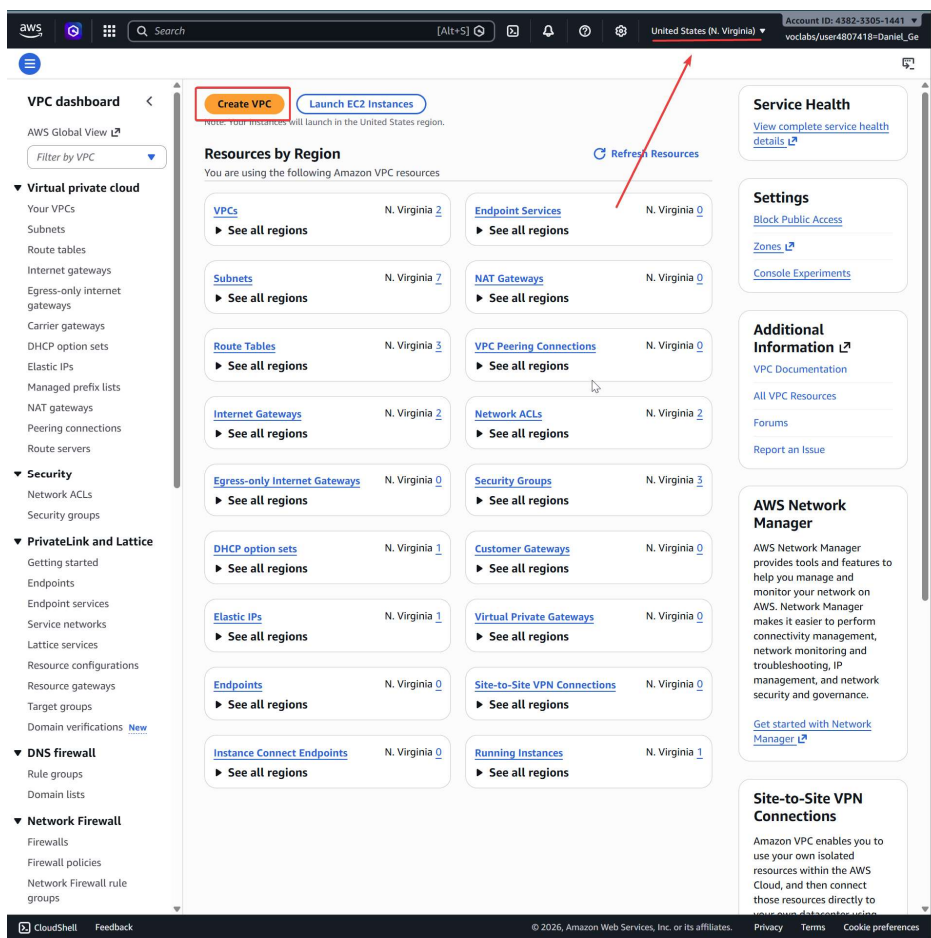 aws
Search
[Alt+S]
United States (N. Virginia)
Account ID: 4382-3305-1441
voclabs/user4807418=Daniel_Ge
VPC dashboard
AWS Global View
Filter by VPC
Virtual private cloud
Your VPCs
Subnets
Route tables
Internet gateways
Egress-only internet
gateways
Carrier gateways
DHCP option sets
Elastic IPs
Managed prefix lists
NAT gateways
Peering connections
Route servers
Security
Network ACLs
Security groups
PrivateLink and Lattice
Getting started
Endpoints
Endpoint services
Service networks
Lattice services
Resource configurations
Resource gateways
Target groups
Domain verifications New
DNS firewall
Rule groups
Domain lists
Network Firewall
Firewalls
Firewall policies
Network Firewall rule
groups
Create VPC
Launch EC2 Instances
Note: Your Instances will launch in the United States region.
Resources by Region
Refresh Resources
You are using the following Amazon VPC resources
VPCs N. Virginia 2
See all regions
Endpoint Services N. Virginia 0
See all regions
Subnets N. Virginia 7
See all regions
NAT Gateways N. Virginia 0
See all regions
Route Tables N. Virginia 3
See all regions
VPC Peering Connections N. Virginia 0
See all regions
Internet Gateways N. Virginia 2
See all regions
Network ACLs N. Virginia 2
See all regions
Egress-only Internet Gateways N. Virginia 0
See all regions
Security Groups N. Virginia 3
See all regions
DHCP option sets N. Virginia 1
See all regions
Customer Gateways N. Virginia 0
See all regions
Elastic IPs N. Virginia 1
See all regions
Virtual Private Gateways N. Virginia 0
See all regions
Endpoints N. Virginia 0
See all regions
Site-to-Site VPN Connections N. Virginia 0
See all regions
Instance Connect Endpoints N. Virginia 0
See all regions
Running Instances N. Virginia 1
See all regions
Service Health
View complete service health
details
Settings
Block Public Access
Zones
Console Experiments
Additional
Information
VPC Documentation
All VPC Resources
Forums
Report an Issue
AWS Network
Manager
AWS Network Manager
provides tools and features to
help you manage and
monitor your network on
AWS. Network Manager
makes it easier to perform
connectivity management,
network monitoring and
troubleshooting, IP
management, and network
security and governance.
Get started with Network
Manager
Site-to-Site VPN
Connections
Amazon VPC enables you to
use your own isolated
resources within the AWS
Cloud, and then connect
those resources directly to
your own datacenter using
CloudShell
Feedback
© 2026, Amazon Web Services, Inc. or its affiliates.
Privacy
Terms
Cookie preferences